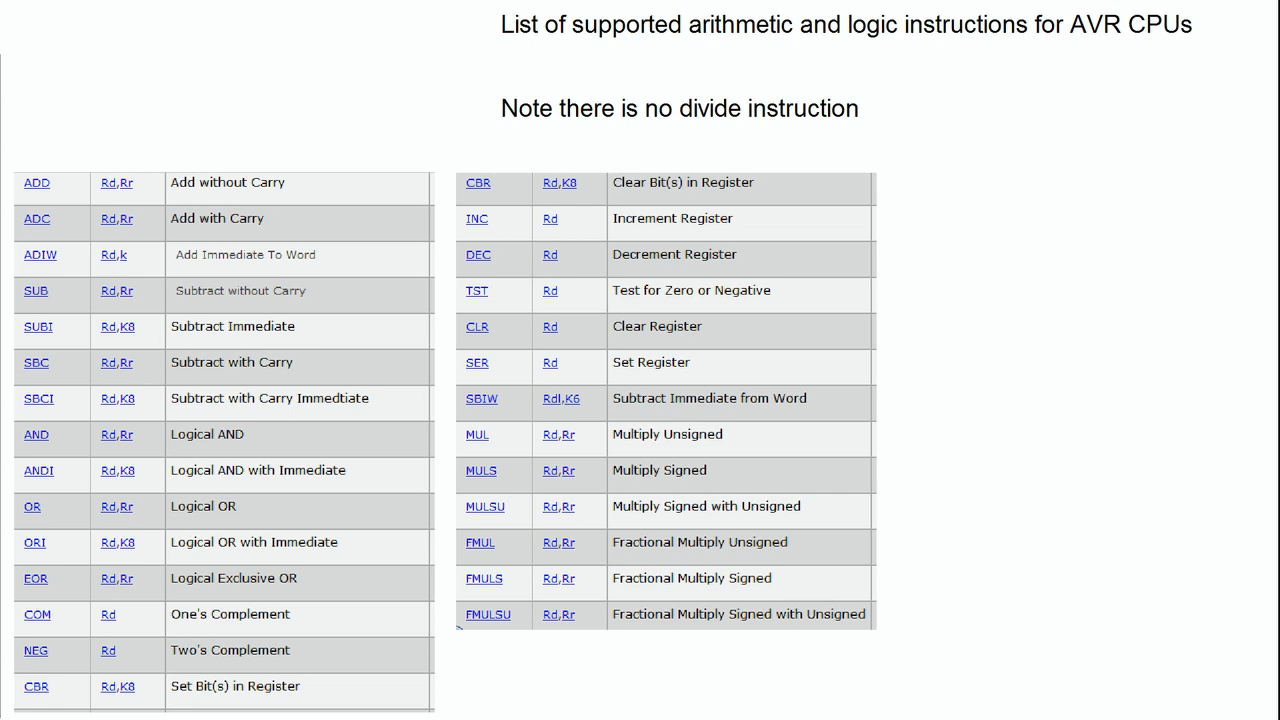 List of supported arithmetic and logic instructions for AVR CPUs
Note there is no divide instruction
ADD Rd,Rr Add without Carry
ADC Rd,Rr Add with Carry
ADIW Rd,k Add Immediate To Word
SUB Rd,Rr Subtract without Carry
SUBI Rd,K8 Subtract Immediate
SBC Rd,Rr Subtract with Carry
SBCI Rd,K8 Subtract with Carry Immedtiate
AND Rd,Rr Logical AND
ANDI Rd,K8 Logical AND with Immediate
OR Rd,Rr Logical OR
ORI Rd,K8 Logical OR with Immediate
EOR Rd,Rr Logical Exclusive OR
COM Rd One's Complement
NEG Rd Two's Complement
CBR Rd,K8 Set Bit(s) in Register
CBR Rd,K8 Clear Bit(s) in Register
INC Rd Increment Register
DEC Rd Decrement Register
TST Rd Test for Zero or Negative
CLR Rd Clear Register
SER Rd Set Register
SBIW Rdl,K6 Subtract Immediate from Word
MUL Rd,Rr Multiply Unsigned
MULS Rd,Rr Multiply Signed
MULSU Rd,Rr Multiply Signed with Unsigned
FMUL Rd,Rr Fractional Multiply Unsigned
FMULS Rd,Rr Fractional Multiply Signed
FMULSU Rd,Rr Fractional Multiply Signed with Unsigned
>